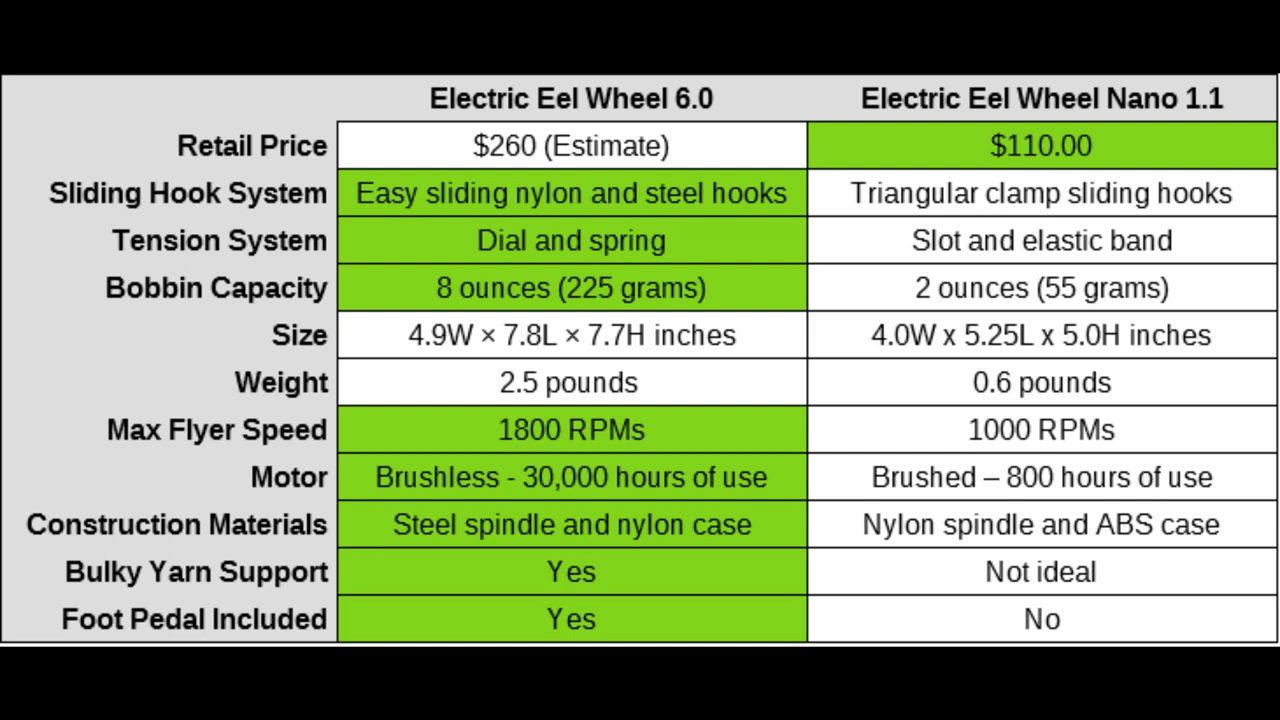 Electric Eel Wheel 6.0 Electric Eel Wheel Nano 1.1
Retail Price $260 (Estimate) $110.00
Sliding Hook System Easy sliding nylon and steel hooks Triangular clamp sliding hooks
Tension System Dial and spring Slot and elastic band
Bobbin Capacity 8 ounces (225 grams) 2 ounces (55 grams)
Size 4.9W × 7.8L × 7.7H inches 4.0W x 5.25L x 5.0H inches
Weight 2.5 pounds 0.6 pounds
Max Flyer Speed 1800 RPMs 1000 RPMs
Motor Brushless - 30,000 hours of use Brushed – 800 hours of use
Construction Materials Steel spindle and nylon case Nylon spindle and ABS case
Bulky Yarn Support Yes Not ideal
Foot Pedal Included Yes No